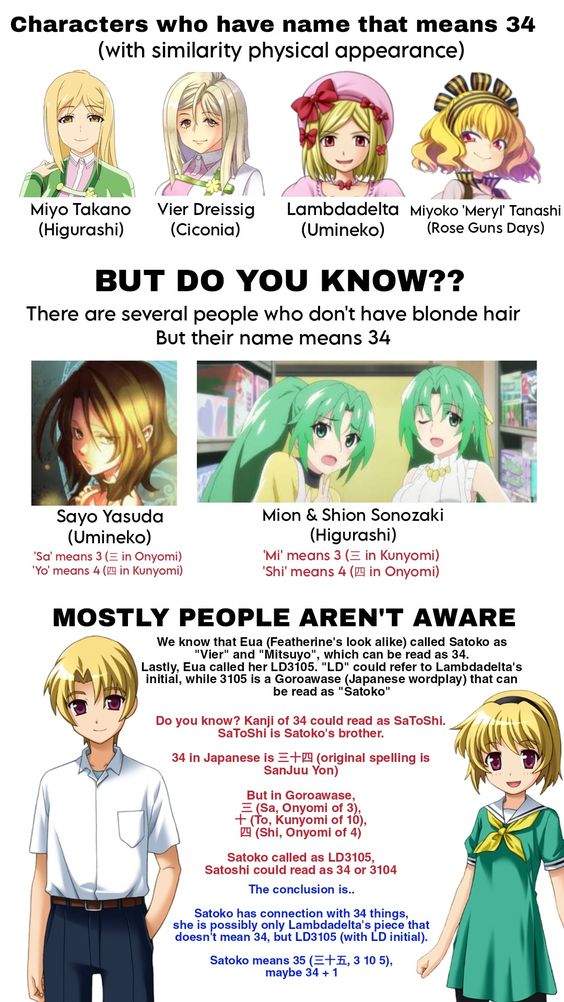 Characters who have name that means 34
(with similarity physical appearance)
Miyo Takano
(Higurashi)
Vier Dreissig
(Ciconia)
Lambdadelta
(Umineko)
Miyoko 'Meryl' Tanashi
(Rose Guns Days)
BUT DO YOU KNOW??
There are several people who don't have blonde hair
But their name means 34
Sayo Yasuda
(Umineko)
'Sa' means 3 (三 in Onyomi)
'Yo' means 4 (四 in Kunyomi)
Mion & Shion Sonozaki
(Higurashi)
'Mi' means 3 (三 in Kunyomi)
'Shi' means 4 (四 in Onyomi)
MOSTLY PEOPLE AREN'T AWARE
We know that Eua (Featherine's look alike) called Satoko as
"Vier" and "Mitsuyo", which can be read as 34.
Lastly, Eua called her LD3105. "LD" could refer to Lambdadelta's
initial, while 3105 is a Goroawase (Japanese wordplay) that can
be read as "Satoko"
Do you know? Kanji of 34 could read as SaToShi.
SaToShi is Satoko's brother.
34 in Japanese is 三十四 (original spelling is
SanJuu Yon)
But in Goroawase,
三 (Sa, Onyomi of 3),
十 (To, Kunyomi of 10),
四 (Shi, Onyomi of 4)
Satoko called as LD3105,
Satoshi could read as 34 or 3104
The conclusion is..
Satoko has connection with 34 things,
she is possibly only Lambdadelta's piece that
doesn't mean 34, but LD3105 (with LD initial).
Satoko means 35 (三十五, 3 10 5),
maybe 34 + 1